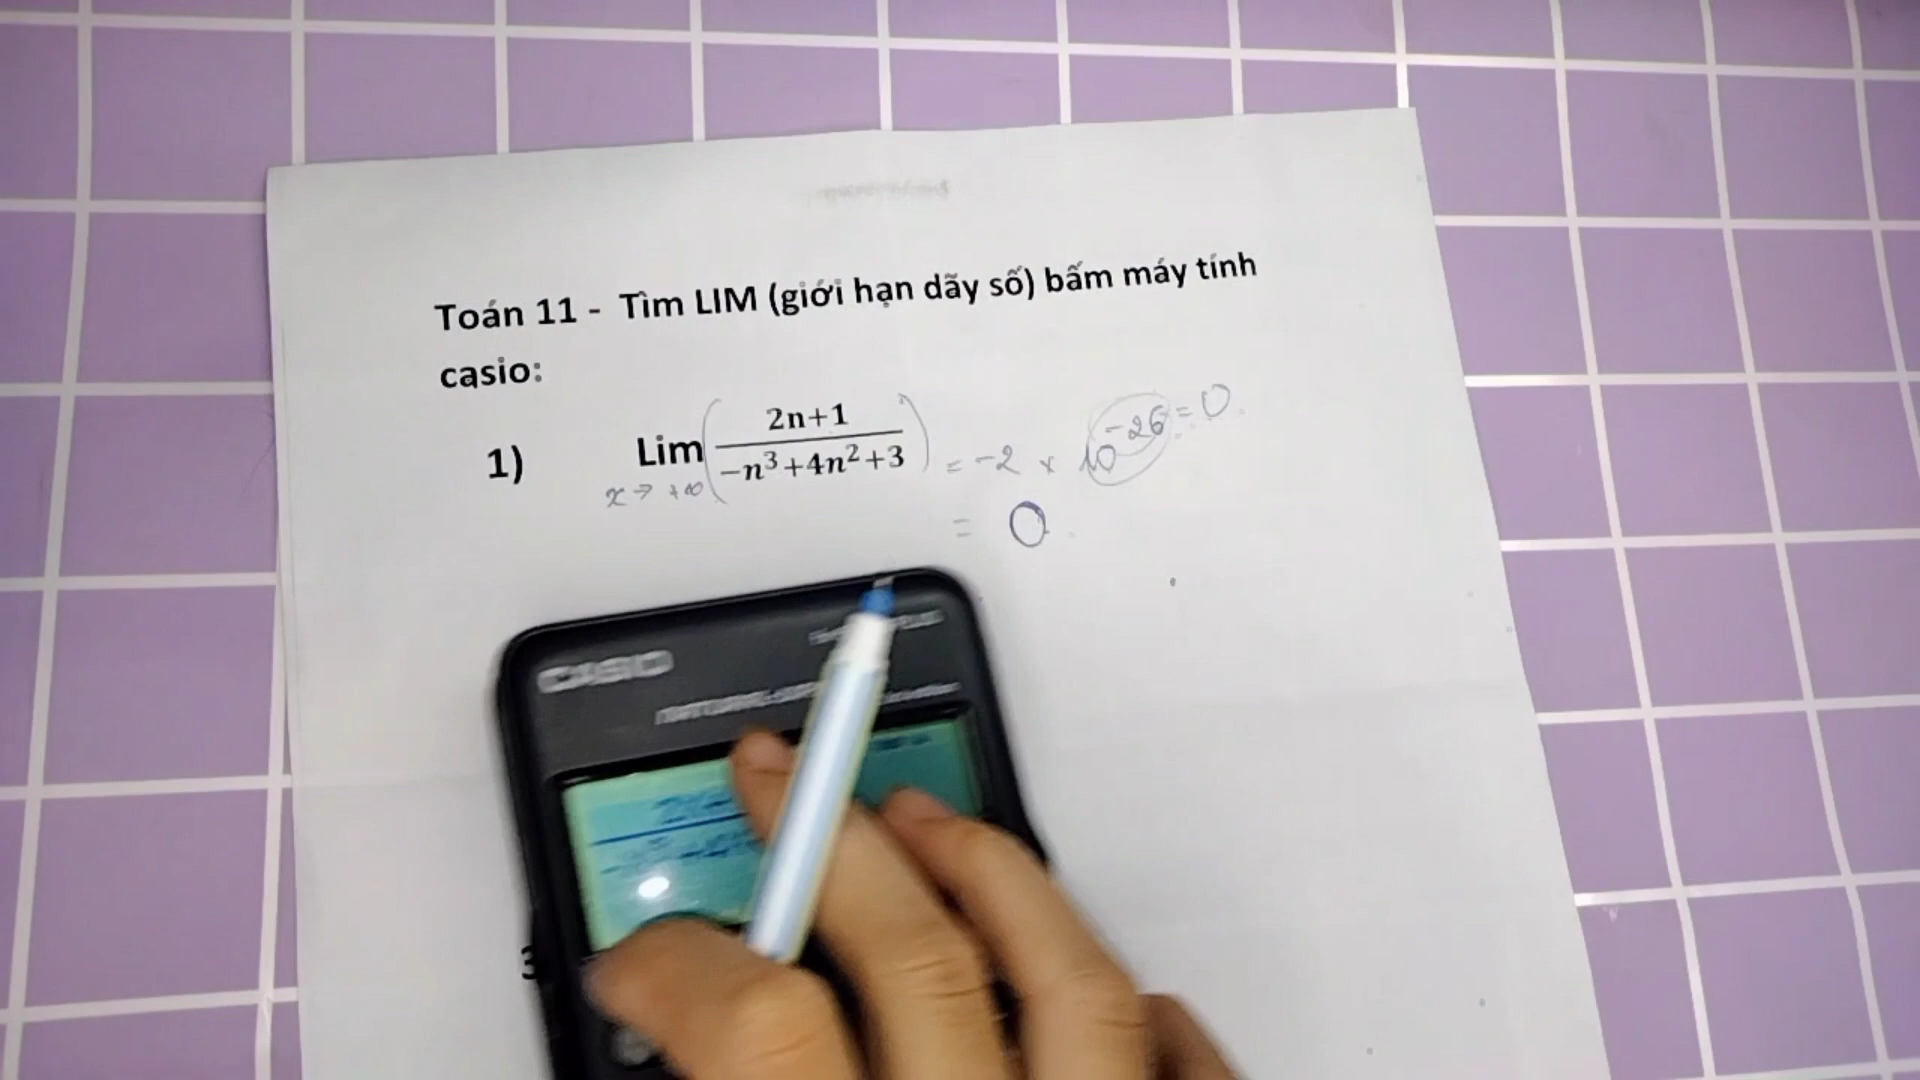 Toán 11 - Tìm LIM (giới hạn dãy số) bấm máy tính
casio:
1) Lim x→ +∞ (2n+1 / −n³+4n²+3) = -2 × 10⁻²⁶ = 0
= 0
CASIO
3